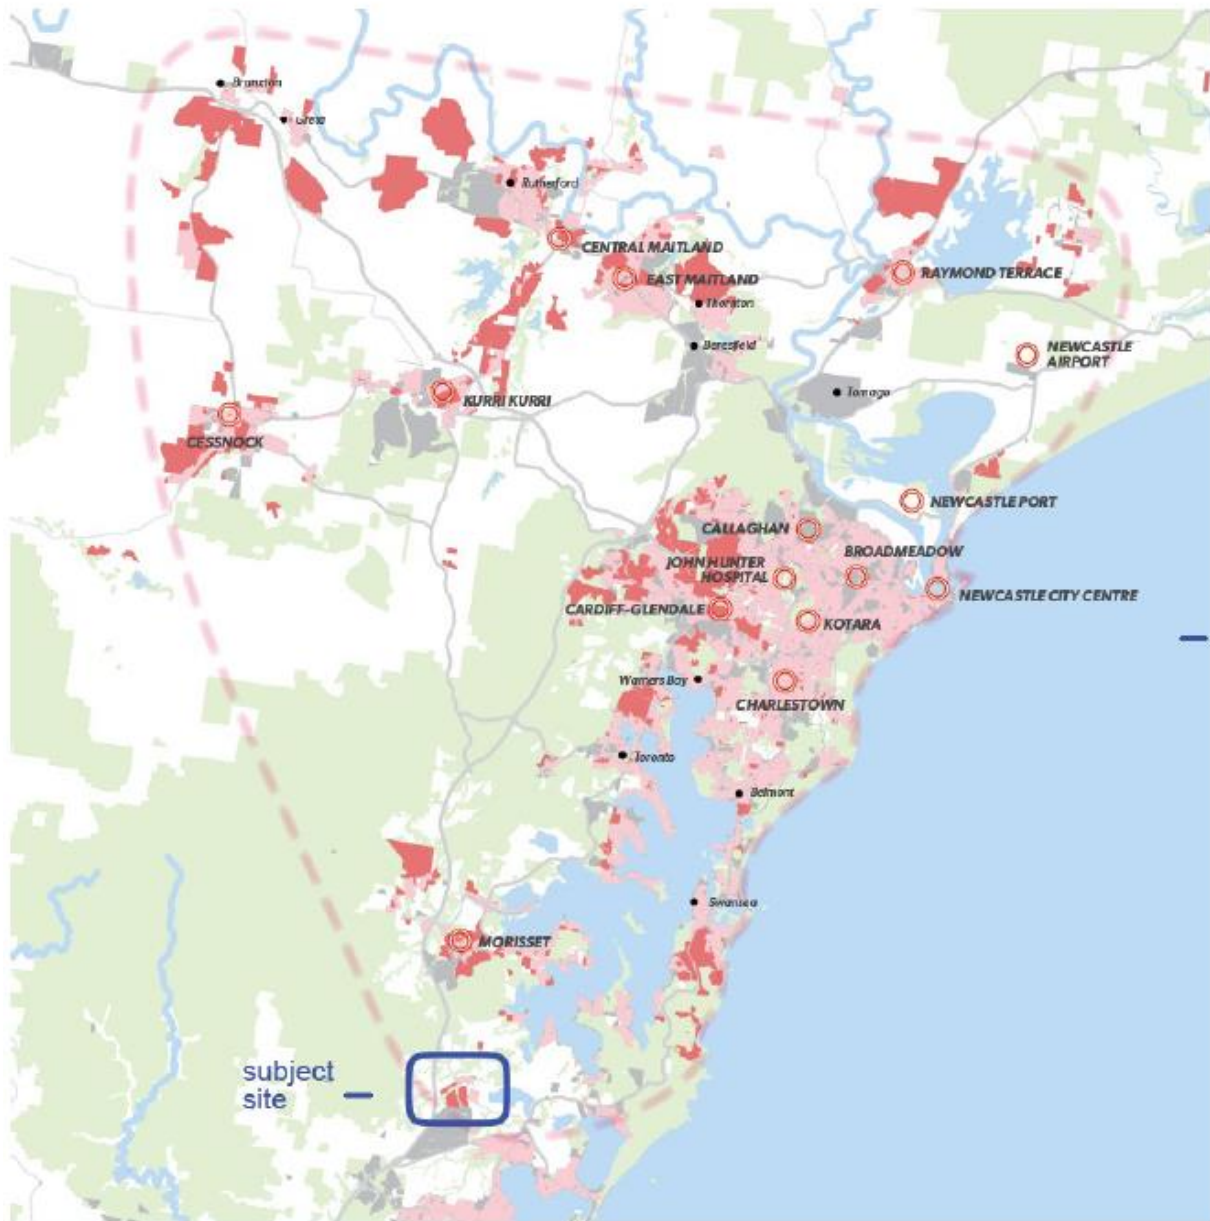 Branxton
Greta
Rutherford
CENTRAL MAITLAND
EAST MAITLAND
RAYMOND TERRACE
Thornton
Beresfield
NEWCASTLE
AIRPORT
Tomago
KURRI KURRI
CESSNOCK
NEWCASTLE PORT
CALLAGHAN
BROADMEADOW
JOHN HUNTER
HOSPITAL
NEWCASTLE CITY CENTRE
CARDIFF-GLENDALE
KOTARA
Warners Bay
CHARLESTOWN
Toronto
Belmont
Swansea
MORISSET
subject
site